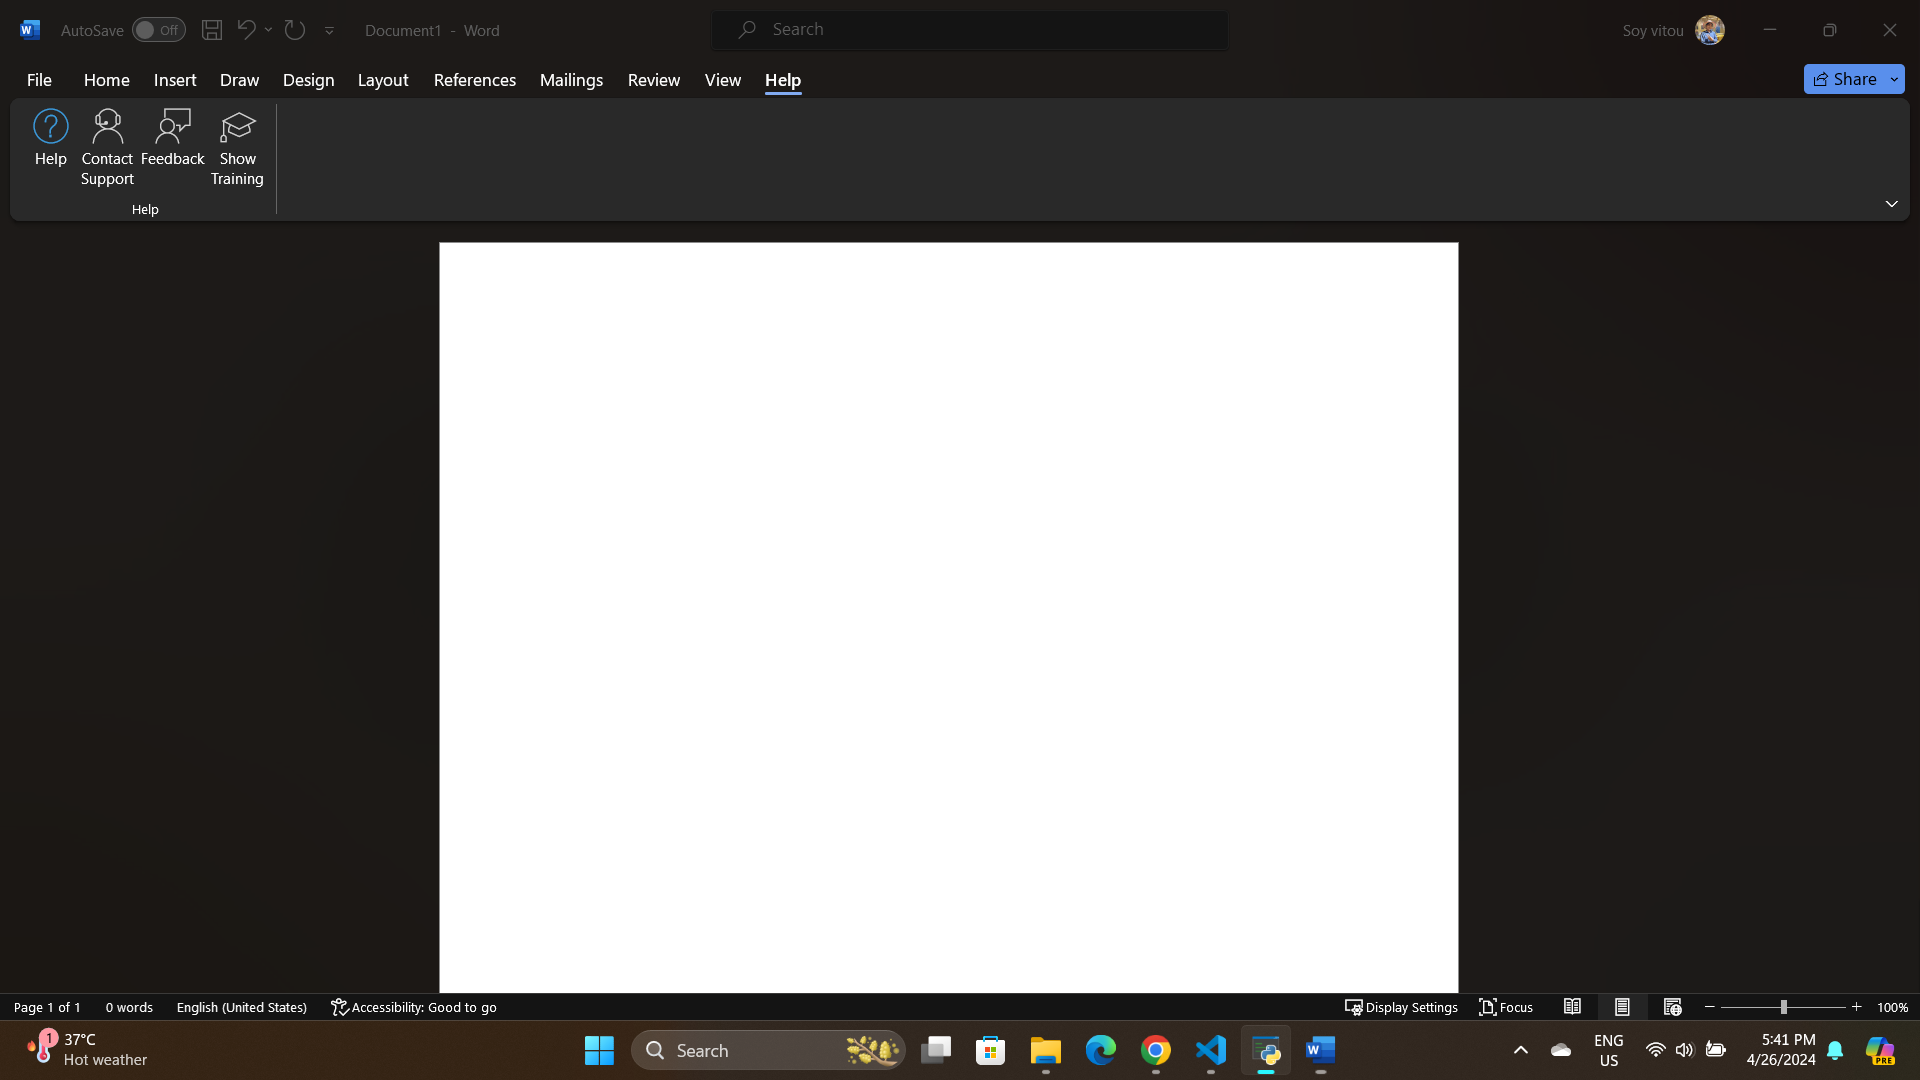 AutoSave Off Document1 - Word Search Soy vitou
File Home Insert Draw Design Layout References Mailings Review View Help Share
Help Contact Support Feedback Show Training
Help
Page 1 of 1 0 words English (United States) Accessibility: Good to go Display Settings Focus 100%
1 37°C Search ENG 5:41 PM
Hot weather US 4/26/2024 PRE